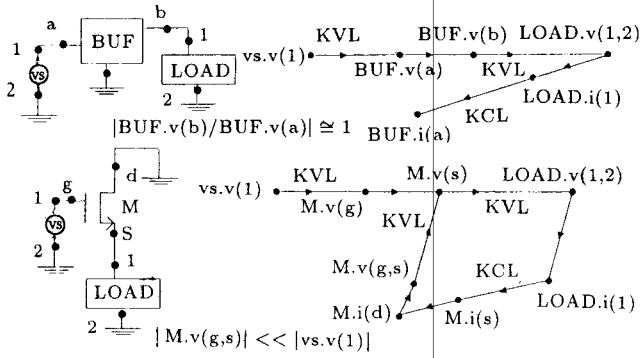 b
a
KVL
BUF.v(b)
LOAD.v(1,2)
1
BUF
1
vs.v(1)
BUF.v(a)
KVL
vs
LOAD
LOAD.i(1)
2
2
KCL
BUF.i(a)
|BUF.v(b)/BUF.v(a)| ≅ 1
d
KVL
M.v(s)
LOAD.v(1,2)
g
vs.v(1)
1
M
M.v(g)
KVL
KVL
vs
S
2
1
M.v(g,s)
KCL
LOAD
M.i(d)
LOAD.i(1)
M.i(s)
2
|M.v(g,s)| << |vs.v(1)|